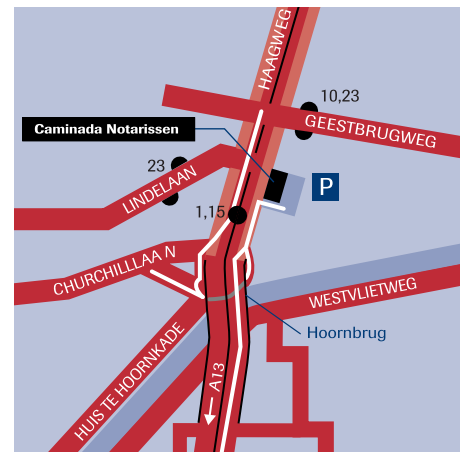 HAAGWEG
10,23
GEESTBRUGWEG
Caminada Notarissen
23
LINDELAAN
P
1,15
CHURCHILLLAA N
WESTVLIETWEG
Hoornbrug
HUIS TE HOORNKADE
A13